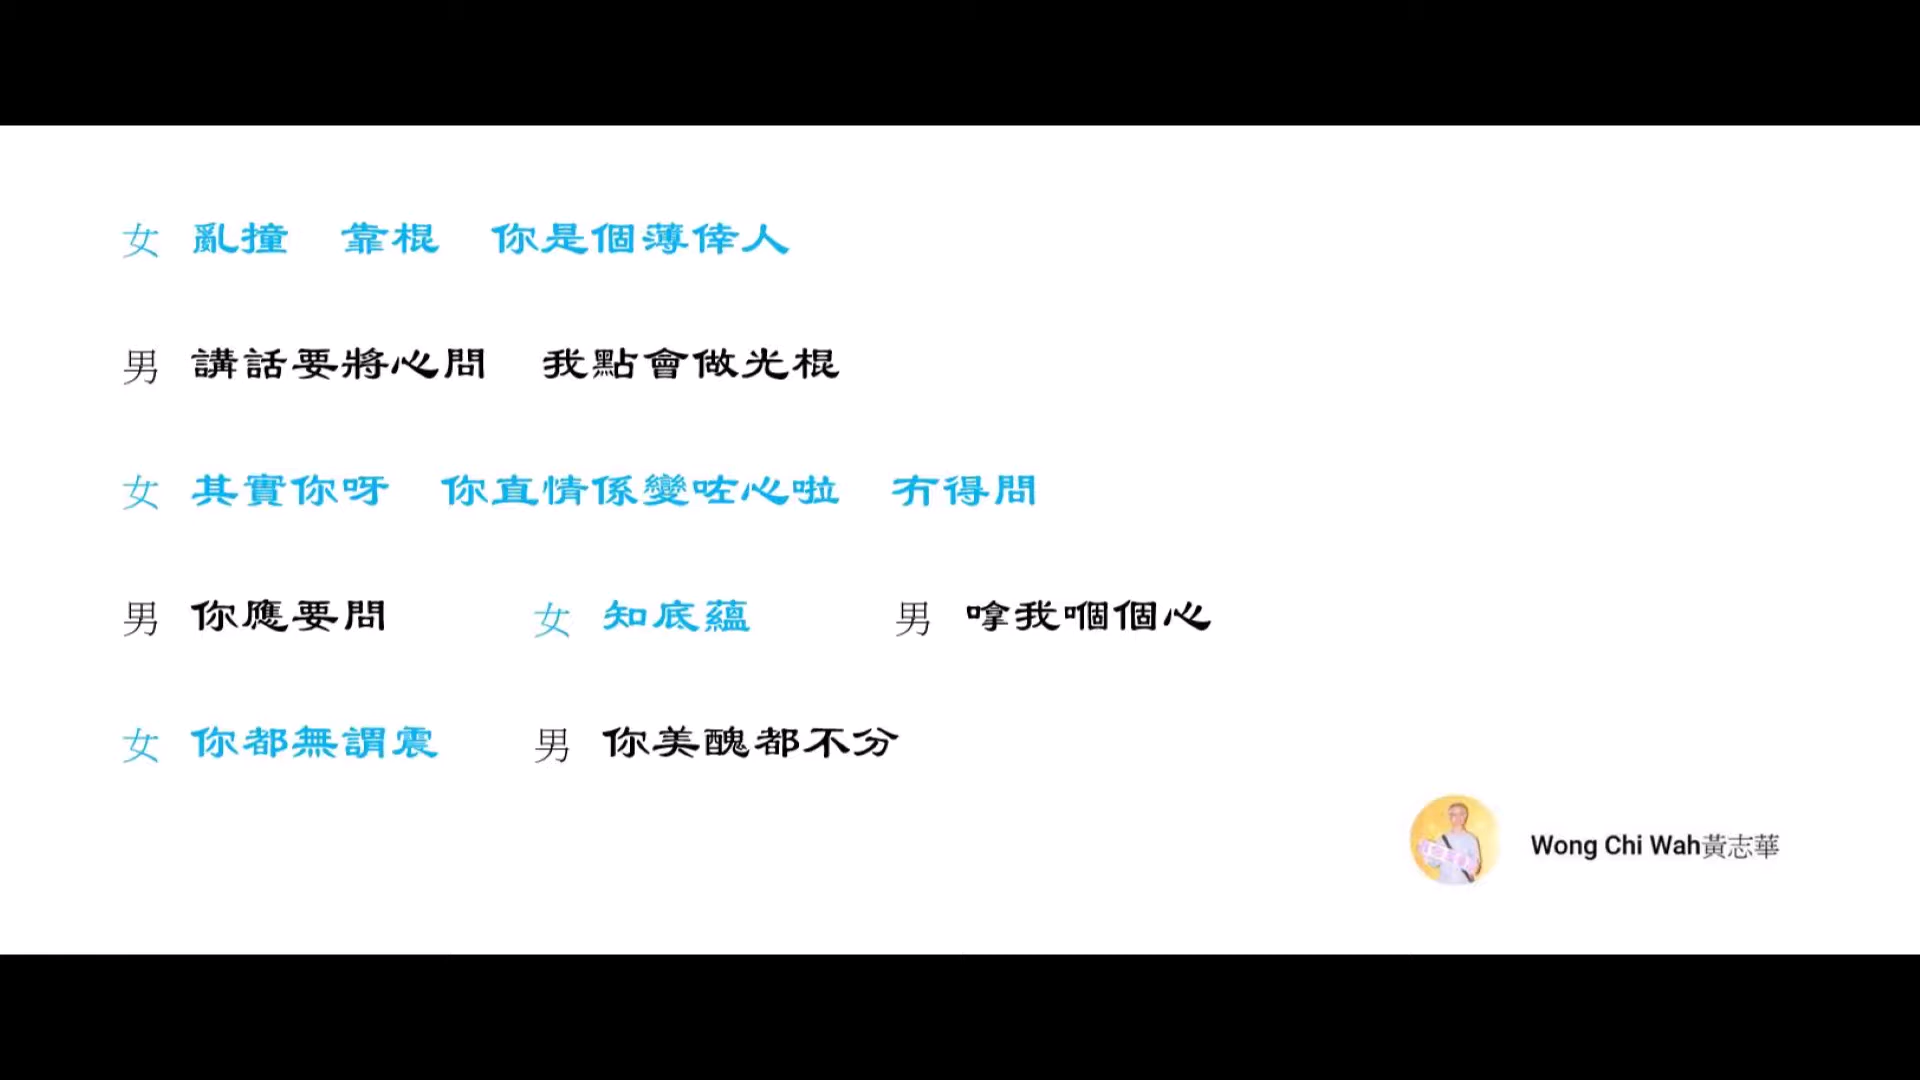 女 亂撞 靠棍 你是個薄倖人
男 講話要將心問 我點會做光棍
女 其實你呀 你直情係變咗心啦 冇得問
男 你應要問 女 知底蘊 男 嗱我嗰個心
女 你都無謂震 男 你美醜都不分
Wong Chi Wah黃志華